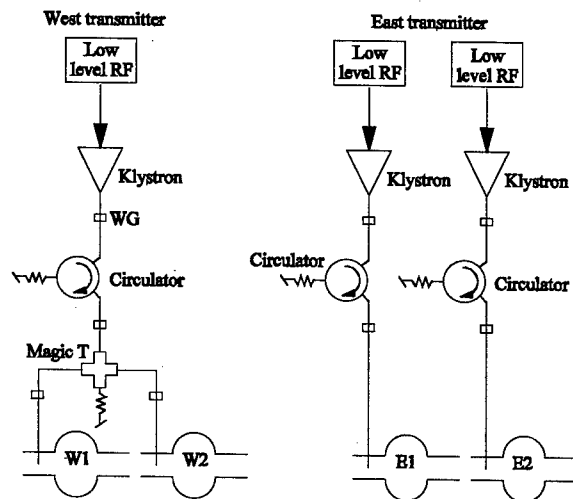 West transmitter
East transmitter
Low
level RF
Low
level RF
Low
level RF
Klystron
Klystron
Klystron
WG
Circulator
Circulator
Circulator
Magic T
W1
W2
E1
E2